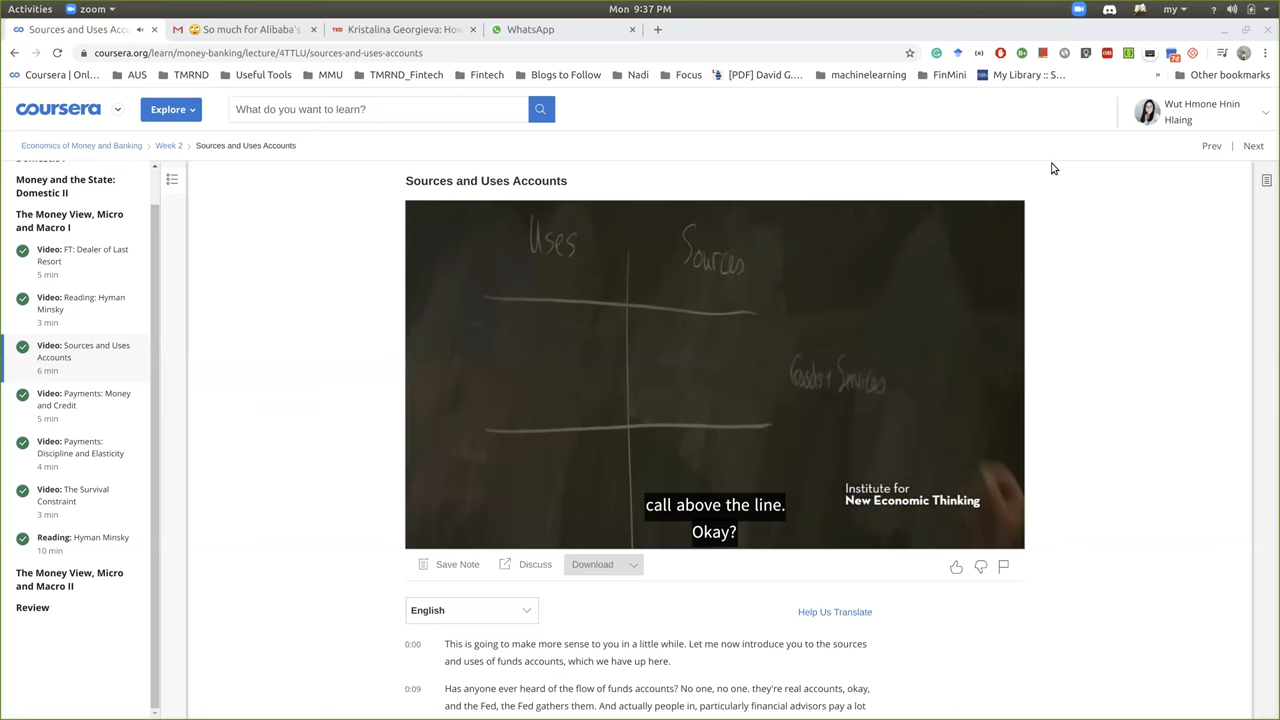 Activities
zoom
Mon 9:37 PM
my
Sources and Uses Acco
So much for Alibaba's
TED
Kristalina Georgieva: How
WhatsApp
coursera.org/learn/money-banking/lecture/4TTLU/sources-and-uses-accounts
7d
Coursera | Onl...
AUS
TMRND
Useful Tools
MMU
TMRND_Fintech
Fintech
Blogs to Follow
Nadi
Focus
[PDF] David G....
machinelearning
FinMini
My Library :: S...
»
Other bookmarks
coursera
Explore
What do you want to learn?
Wut Hmone Hnin
Hlaing
Economics of Money and Banking
Week 2
Sources and Uses Accounts
Prev | Next
Money and the State:
Domestic II
The Money View, Micro
and Macro I
Video: FT: Dealer of Last
Resort
5 min
Video: Reading: Hyman
Minsky
3 min
Video: Sources and Uses
Accounts
6 min
Video: Payments: Money
and Credit
5 min
Video: Payments:
Discipline and Elasticity
4 min
Video: The Survival
Constraint
3 min
Reading: Hyman Minsky
10 min
The Money View, Micro
and Macro II
Review
Sources and Uses Accounts
Uses
Sources
Goods + Services
Institute for
New Economic Thinking
call above the line.
Okay?
Save Note
Discuss
Download
English
Help Us Translate
0:00
This is going to make more sense to you in a little while. Let me now introduce you to the sources
and uses of funds accounts, which we have up here.
0:09
Has anyone ever heard of the flow of funds accounts? No one, no one. they're real accounts, okay,
and the Fed, the Fed gathers them. And actually people in, particularly financial advisors pay a lot